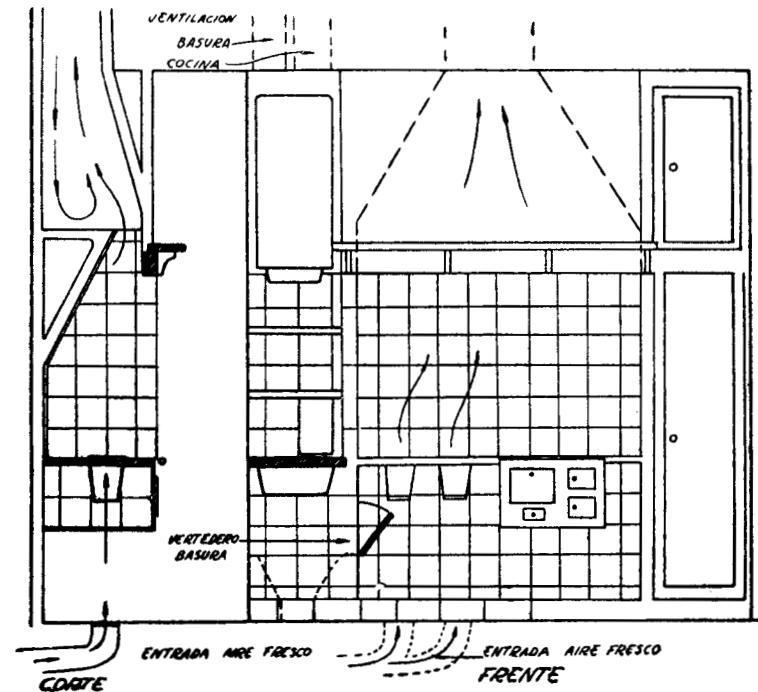 VENTILACION
BASURA
COCINA
VERTEDERO
BASURA
ENTRADA AIRE FRESCO
ENTRADA AIRE FRESCO
CORTE
FRENTE